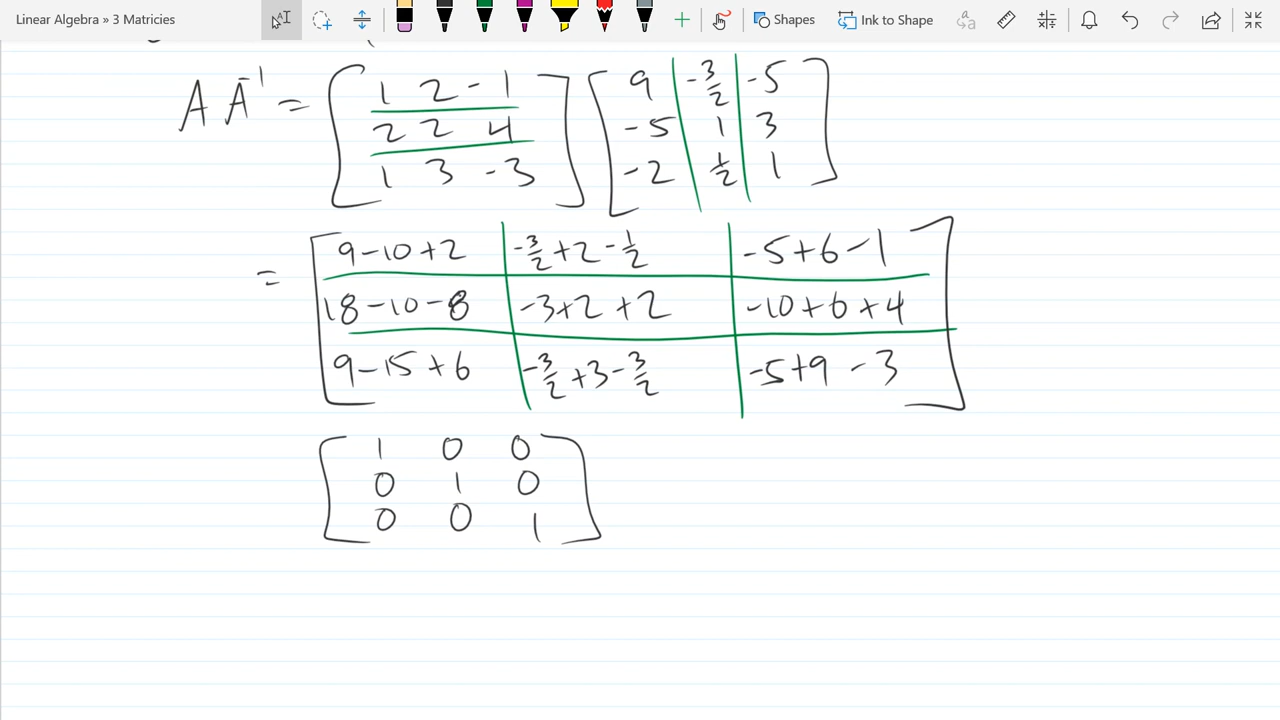 Linear Algebra » 3 Matricies Shapes Ink to Shape
A A⁻¹ = [ 1 2 -1 ] [ 9 -3/2 -5 ]
[ 2 2 4 ] [ -5 1 3 ]
[ 1 3 -3 ] [ -2 1/2 1 ]
= [ 9-10+2 -3/2+2-1/2 -5+6-1 ]
[ 18-10-8 -3+2+2 -10+6+4 ]
[ 9-15+6 -3/2+3-3/2 -5+9-3 ]
[ 1 0 0 ]
[ 0 1 0 ]
[ 0 0 1 ]